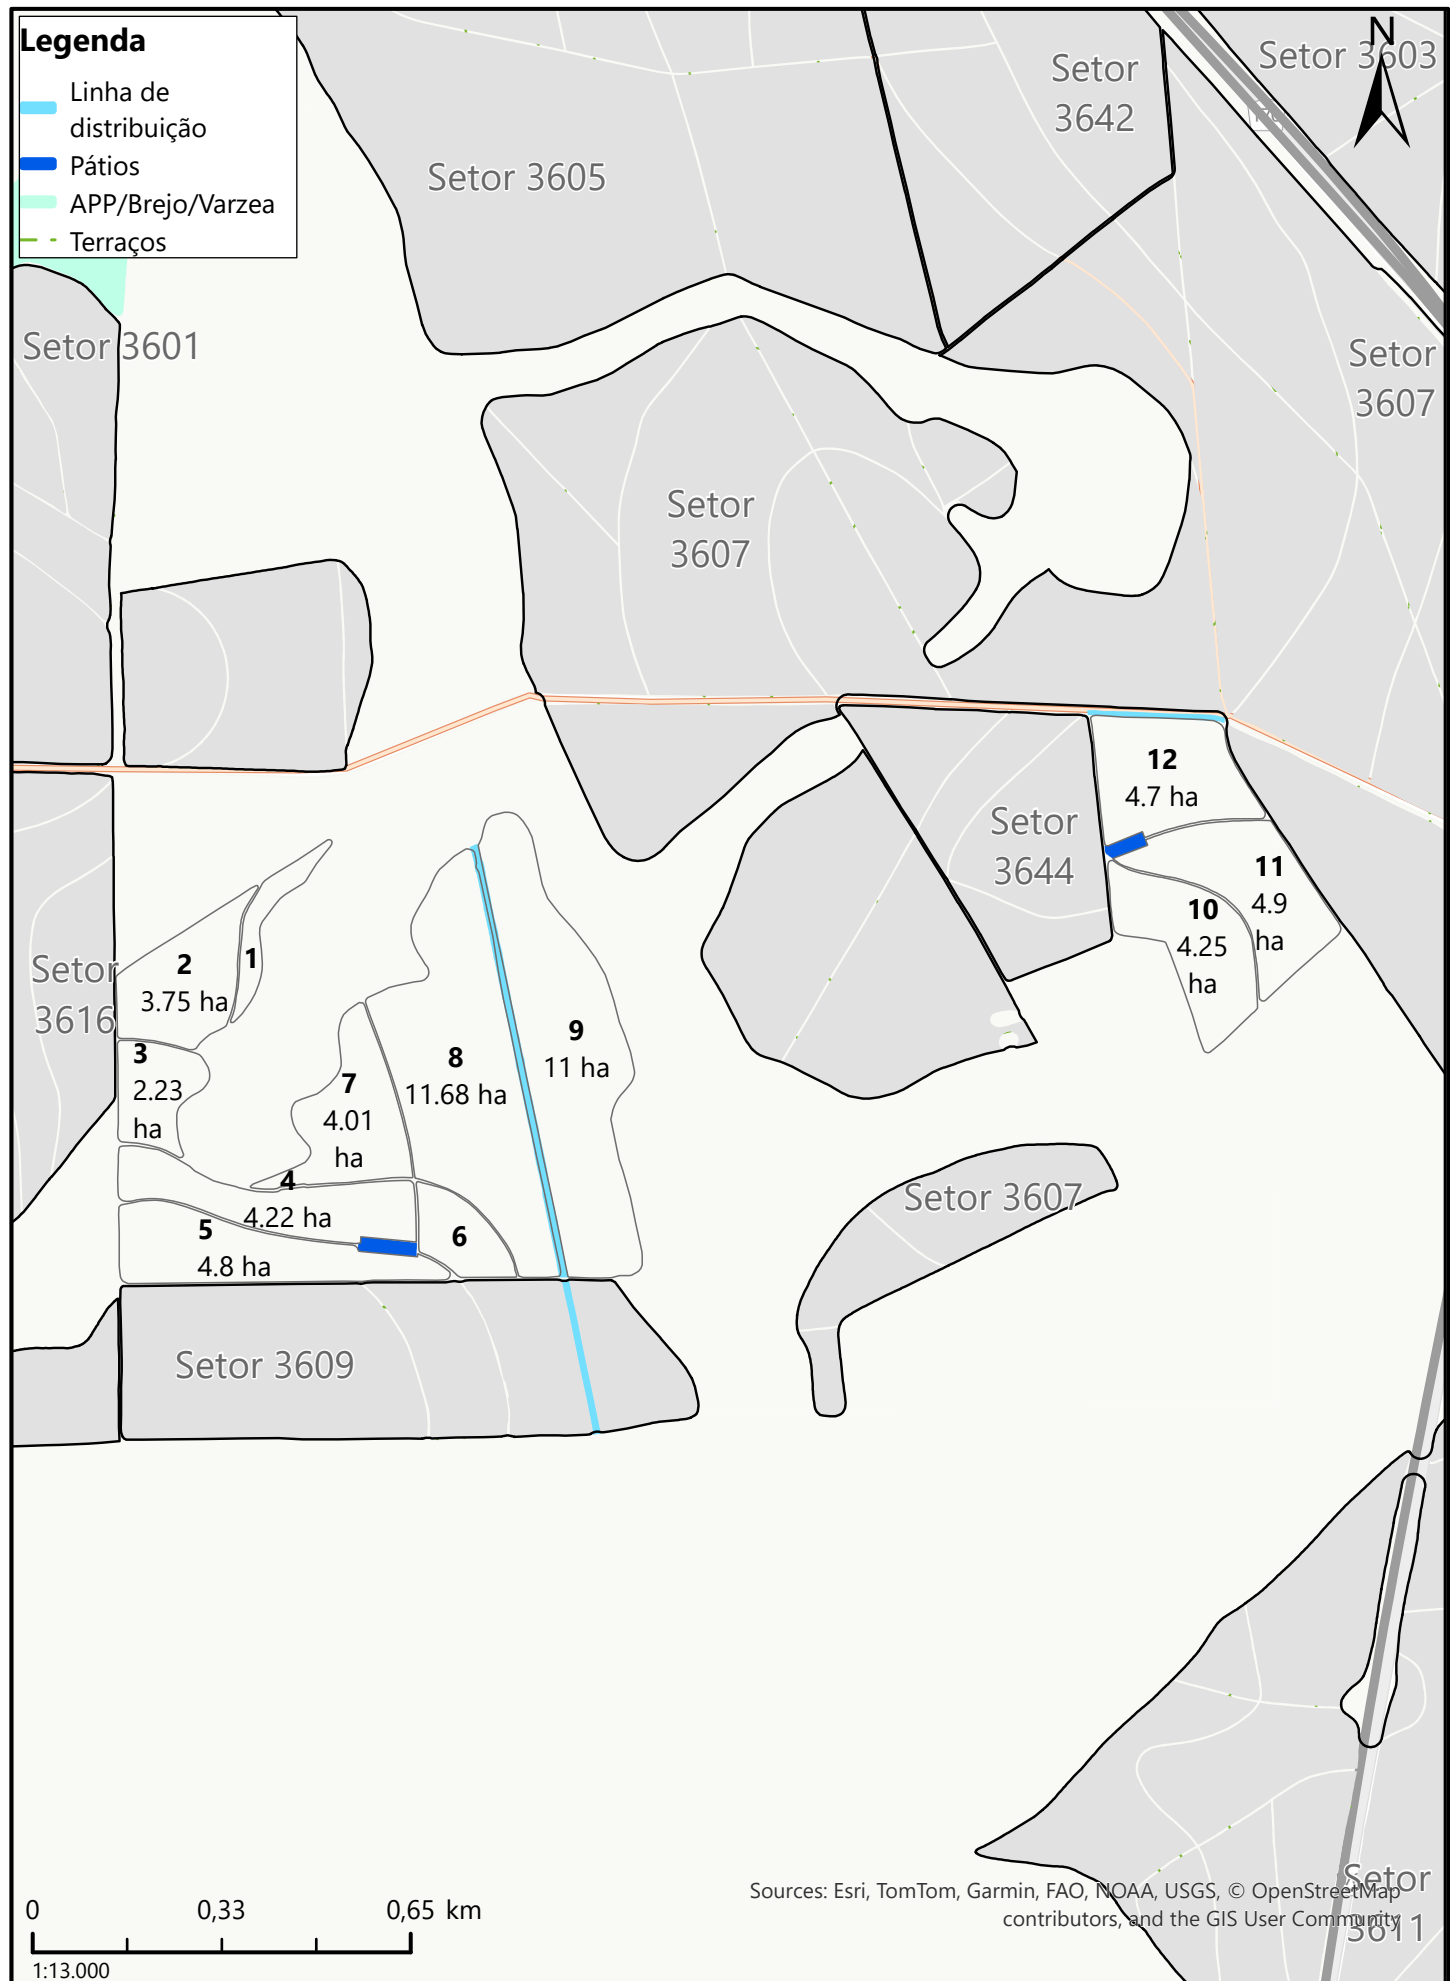 Legenda
Linha de
distribuição
Pátios
APP/Brejo/Varzea
Terraços
N
Setor 3603
Setor
3642
Setor 3605
Setor 3601
Setor
3607
Setor
3607
12
4.7 ha
Setor
3644
11
4.9
ha
10
4.25
ha
2
3.75 ha
1
Setor
3616
3
2.23
ha
9
11 ha
8
11.68 ha
7
4.01
ha
4
4.22 ha
5
4.8 ha
6
Setor 3607
Setor 3609
Setor
3611
Sources: Esri, TomTom, Garmin, FAO, NOAA, USGS, © OpenStreetMap
contributors, and the GIS User Community
0 0,33 0,65 km
1:13.000